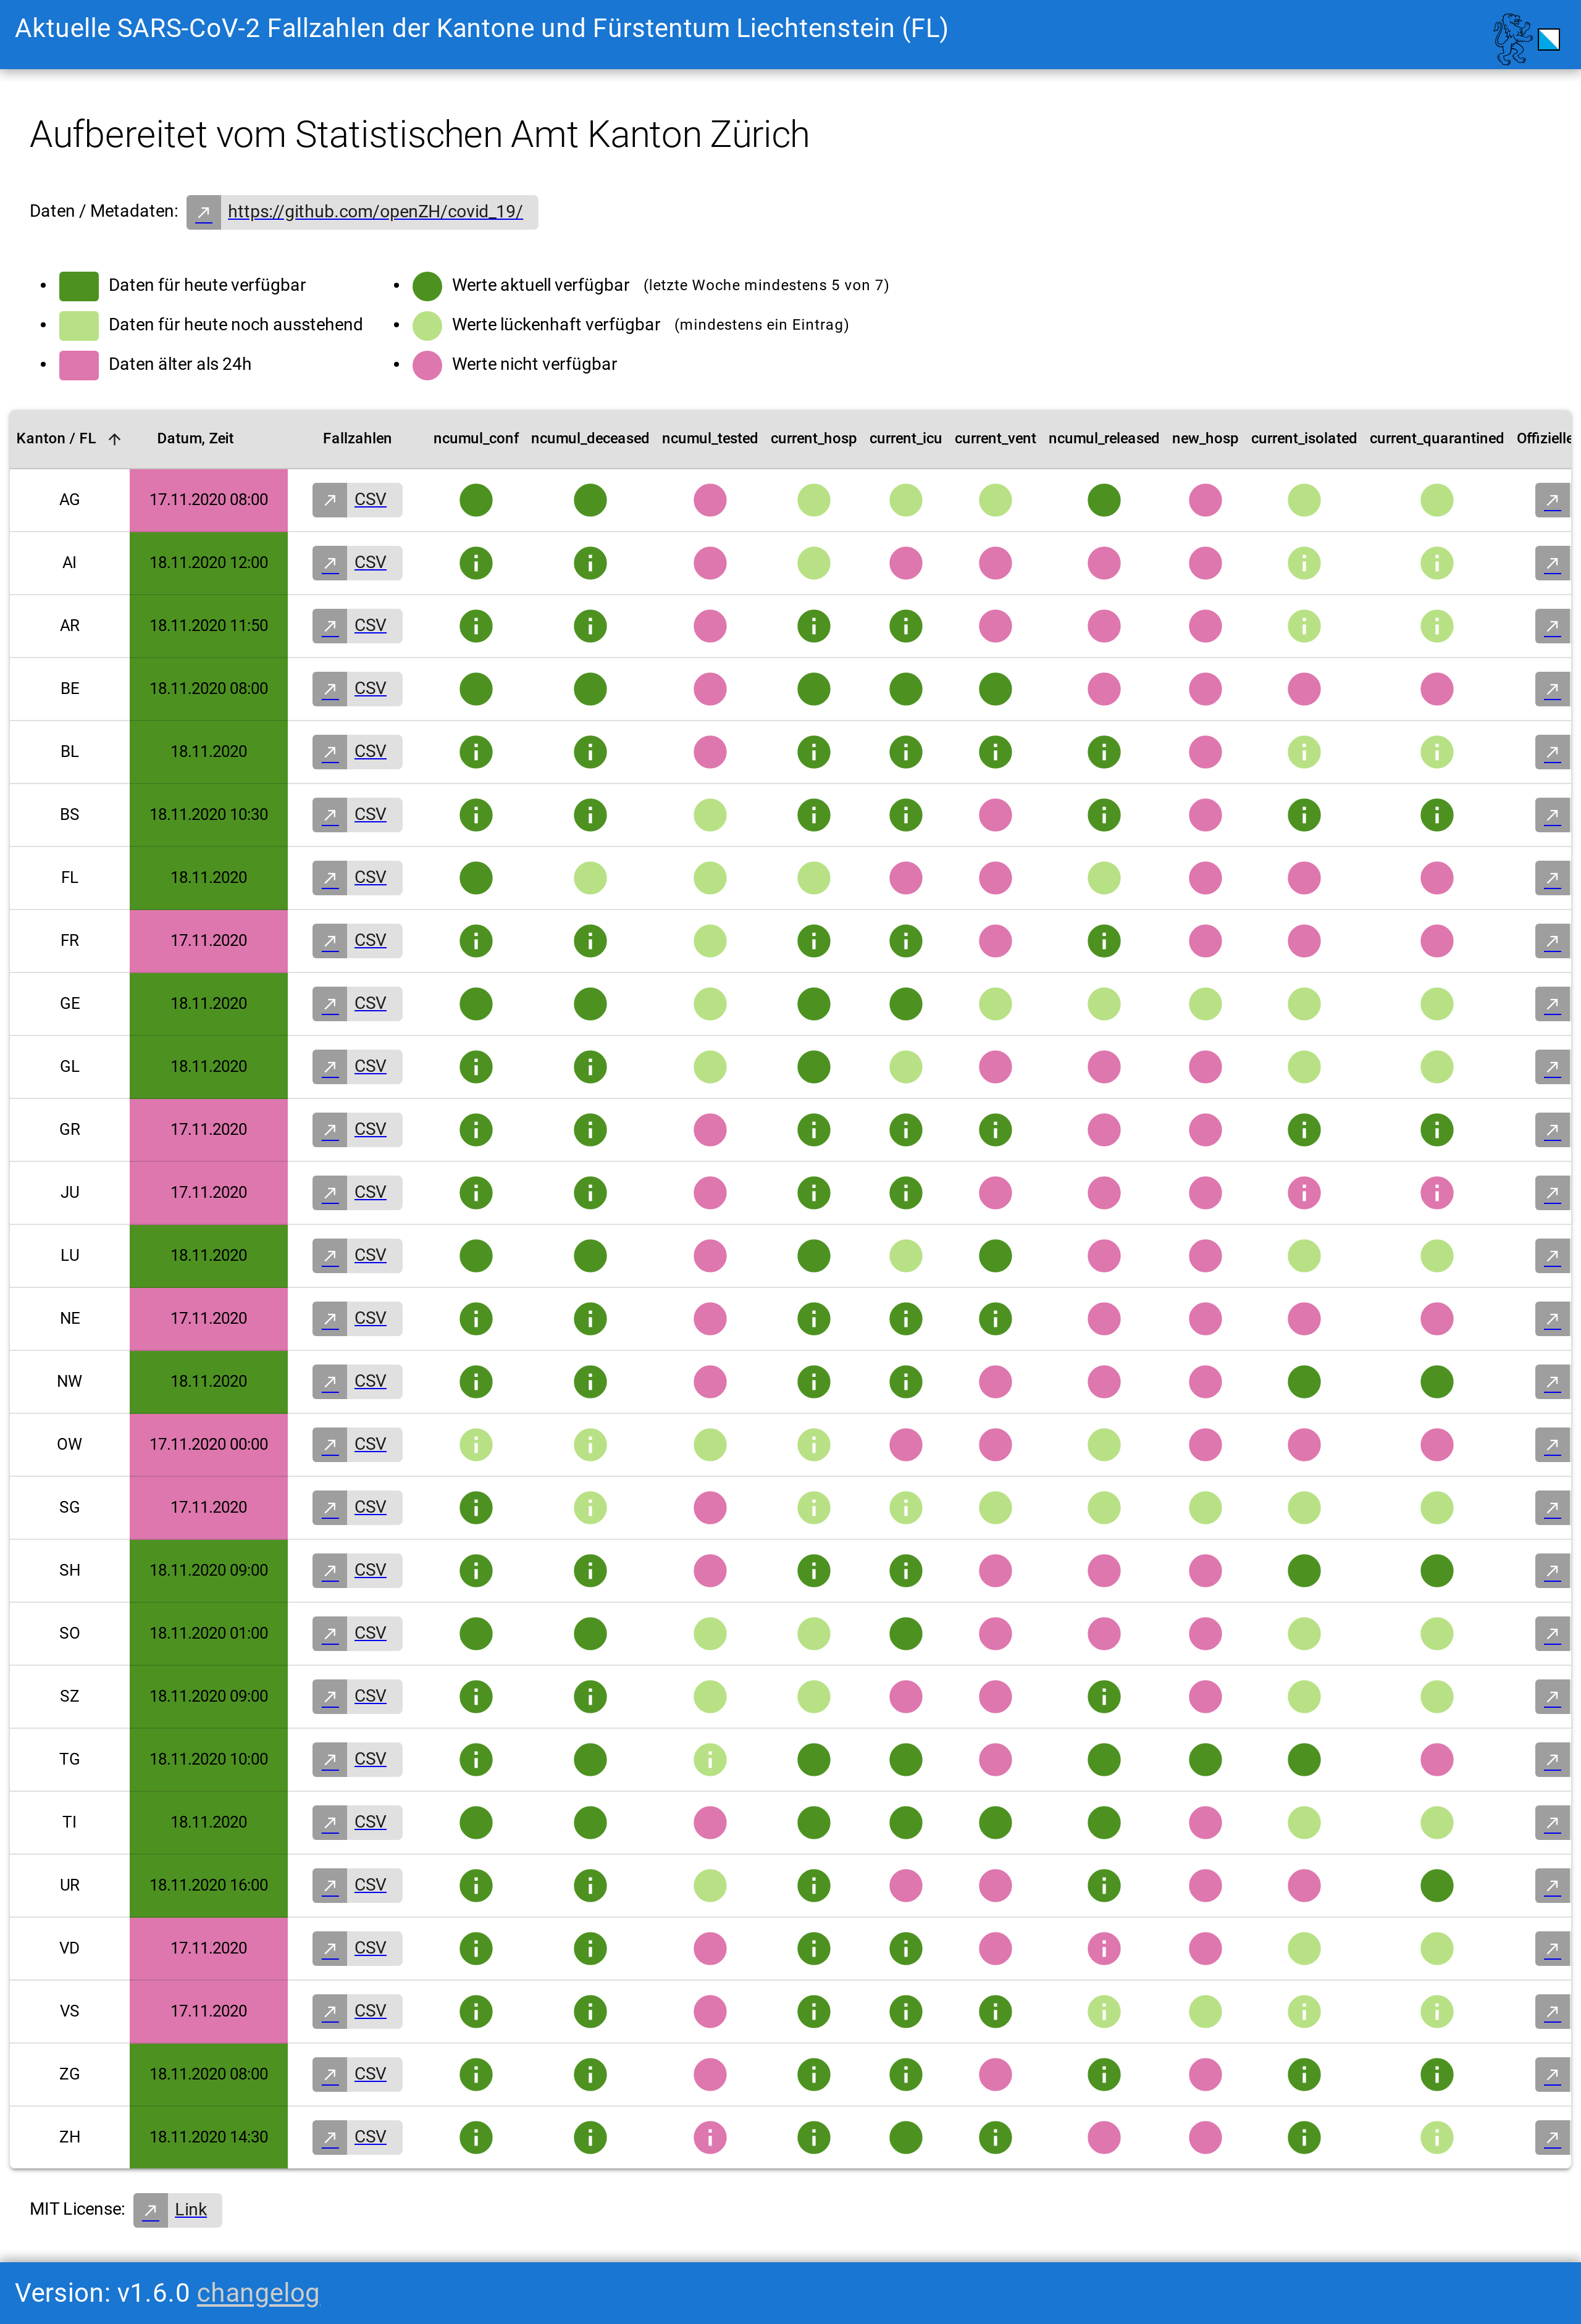 Aktuelle SARS-CoV-2 Fallzahlen der Kantone und Fürstentum Liechtenstein (FL)
Aufbereitet vom Statistischen Amt Kanton Zürich
Daten / Metadaten: https://github.com/openZH/covid_19/
Daten für heute verfügbar
Daten für heute noch ausstehend
Daten älter als 24h
Werte aktuell verfügbar (letzte Woche mindestens 5 von 7)
Werte lückenhaft verfügbar (mindestens ein Eintrag)
Werte nicht verfügbar
Kanton / FL Datum, Zeit Fallzahlen ncumul_conf ncumul_deceased ncumul_tested current_hosp current_icu current_vent ncumul_released new_hosp current_isolated current_quarantined Offizielle
AG 17.11.2020 08:00 CSV
AI 18.11.2020 12:00 CSV
AR 18.11.2020 11:50 CSV
BE 18.11.2020 08:00 CSV
BL 18.11.2020 CSV
BS 18.11.2020 10:30 CSV
FL 18.11.2020 CSV
FR 17.11.2020 CSV
GE 18.11.2020 CSV
GL 18.11.2020 CSV
GR 17.11.2020 CSV
JU 17.11.2020 CSV
LU 18.11.2020 CSV
NE 17.11.2020 CSV
NW 18.11.2020 CSV
OW 17.11.2020 00:00 CSV
SG 17.11.2020 CSV
SH 18.11.2020 09:00 CSV
SO 18.11.2020 01:00 CSV
SZ 18.11.2020 09:00 CSV
TG 18.11.2020 10:00 CSV
TI 18.11.2020 CSV
UR 18.11.2020 16:00 CSV
VD 17.11.2020 CSV
VS 17.11.2020 CSV
ZG 18.11.2020 08:00 CSV
ZH 18.11.2020 14:30 CSV
MIT License: Link
Version: v1.6.0 changelog